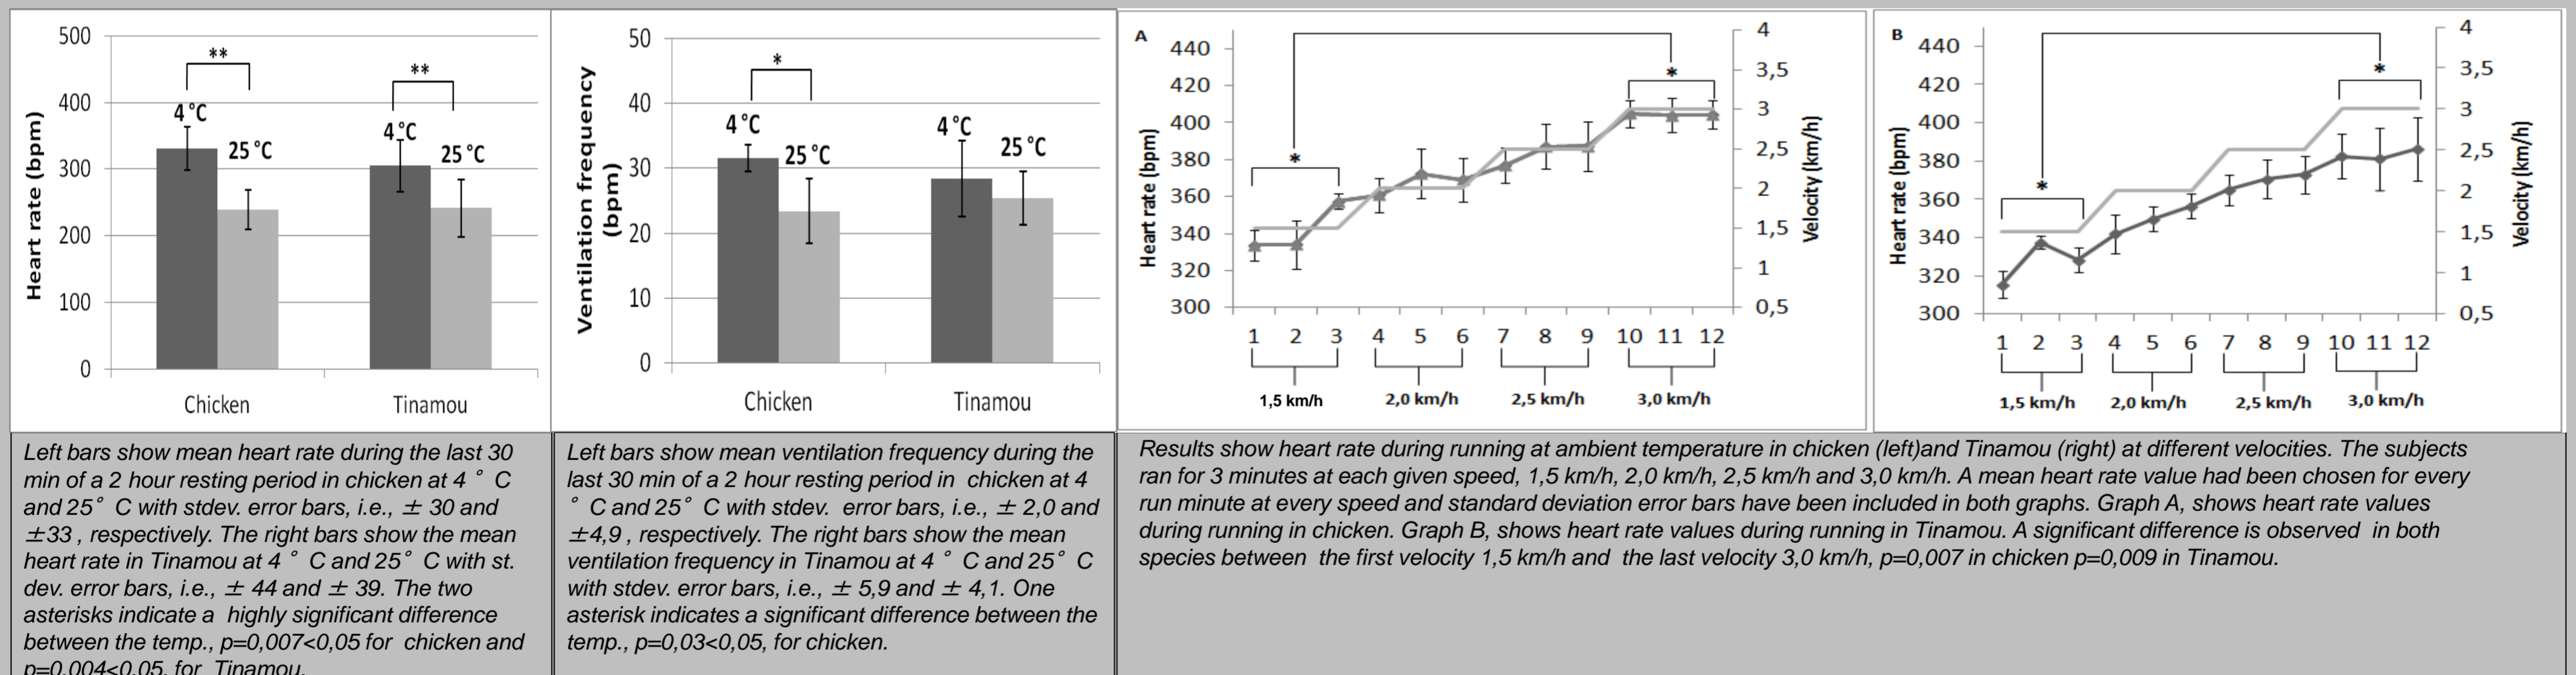 500
400
300
200
100
0
Heart rate (bpm)
**
4 °C
25 °C
**
4 °C
25 °C
Chicken
Tinamou
50
40
30
20
10
0
Ventilation frequency
(bpm)
*
4 °C
25 °C
4 °C
25 °C
Chicken
Tinamou
A
440
420
400
380
360
340
320
300
Heart rate (bpm)
*
*
4
3,5
3
2,5
2
1,5
1
0,5
Velocity (km/h)
1 2 3 4 5 6 7 8 9 10 11 12
1,5 km/h 2,0 km/h 2,5 km/h 3,0 km/h
B
440
420
400
380
360
340
320
300
Heart rate (bpm)
*
*
4
3,5
3
2,5
2
1,5
1
0,5
Velocity (km/h)
1 2 3 4 5 6 7 8 9 10 11 12
1,5 km/h 2,0 km/h 2,5 km/h 3,0 km/h
Left bars show mean heart rate during the last 30
min of a 2 hour resting period in chicken at 4 ° C
and 25° C with stdev. error bars, i.e., ± 30 and
±33 , respectively. The right bars show the mean
heart rate in Tinamou at 4 ° C and 25° C with st.
dev. error bars, i.e., ± 44 and ± 39. The two
asterisks indicate a highly significant difference
between the temp., p=0,007<0,05 for chicken and
p=0,004<0,05, for Tinamou.
Left bars show mean ventilation frequency during the
last 30 min of a 2 hour resting period in chicken at 4
° C and 25° C with stdev. error bars, i.e., ± 2,0 and
±4,9 , respectively. The right bars show the mean
ventilation frequency in Tinamou at 4 ° C and 25° C
with stdev. error bars, i.e., ± 5,9 and ± 4,1. One
asterisk indicates a significant difference between the
temp., p=0,03<0,05, for chicken.
Results show heart rate during running at ambient temperature in chicken (left)and Tinamou (right) at different velocities. The subjects
ran for 3 minutes at each given speed, 1,5 km/h, 2,0 km/h, 2,5 km/h and 3,0 km/h. A mean heart rate value had been chosen for every
run minute at every speed and standard deviation error bars have been included in both graphs. Graph A, shows heart rate values
during running in chicken. Graph B, shows heart rate values during running in Tinamou. A significant difference is observed in both
species between the first velocity 1,5 km/h and the last velocity 3,0 km/h, p=0,007 in chicken p=0,009 in Tinamou.